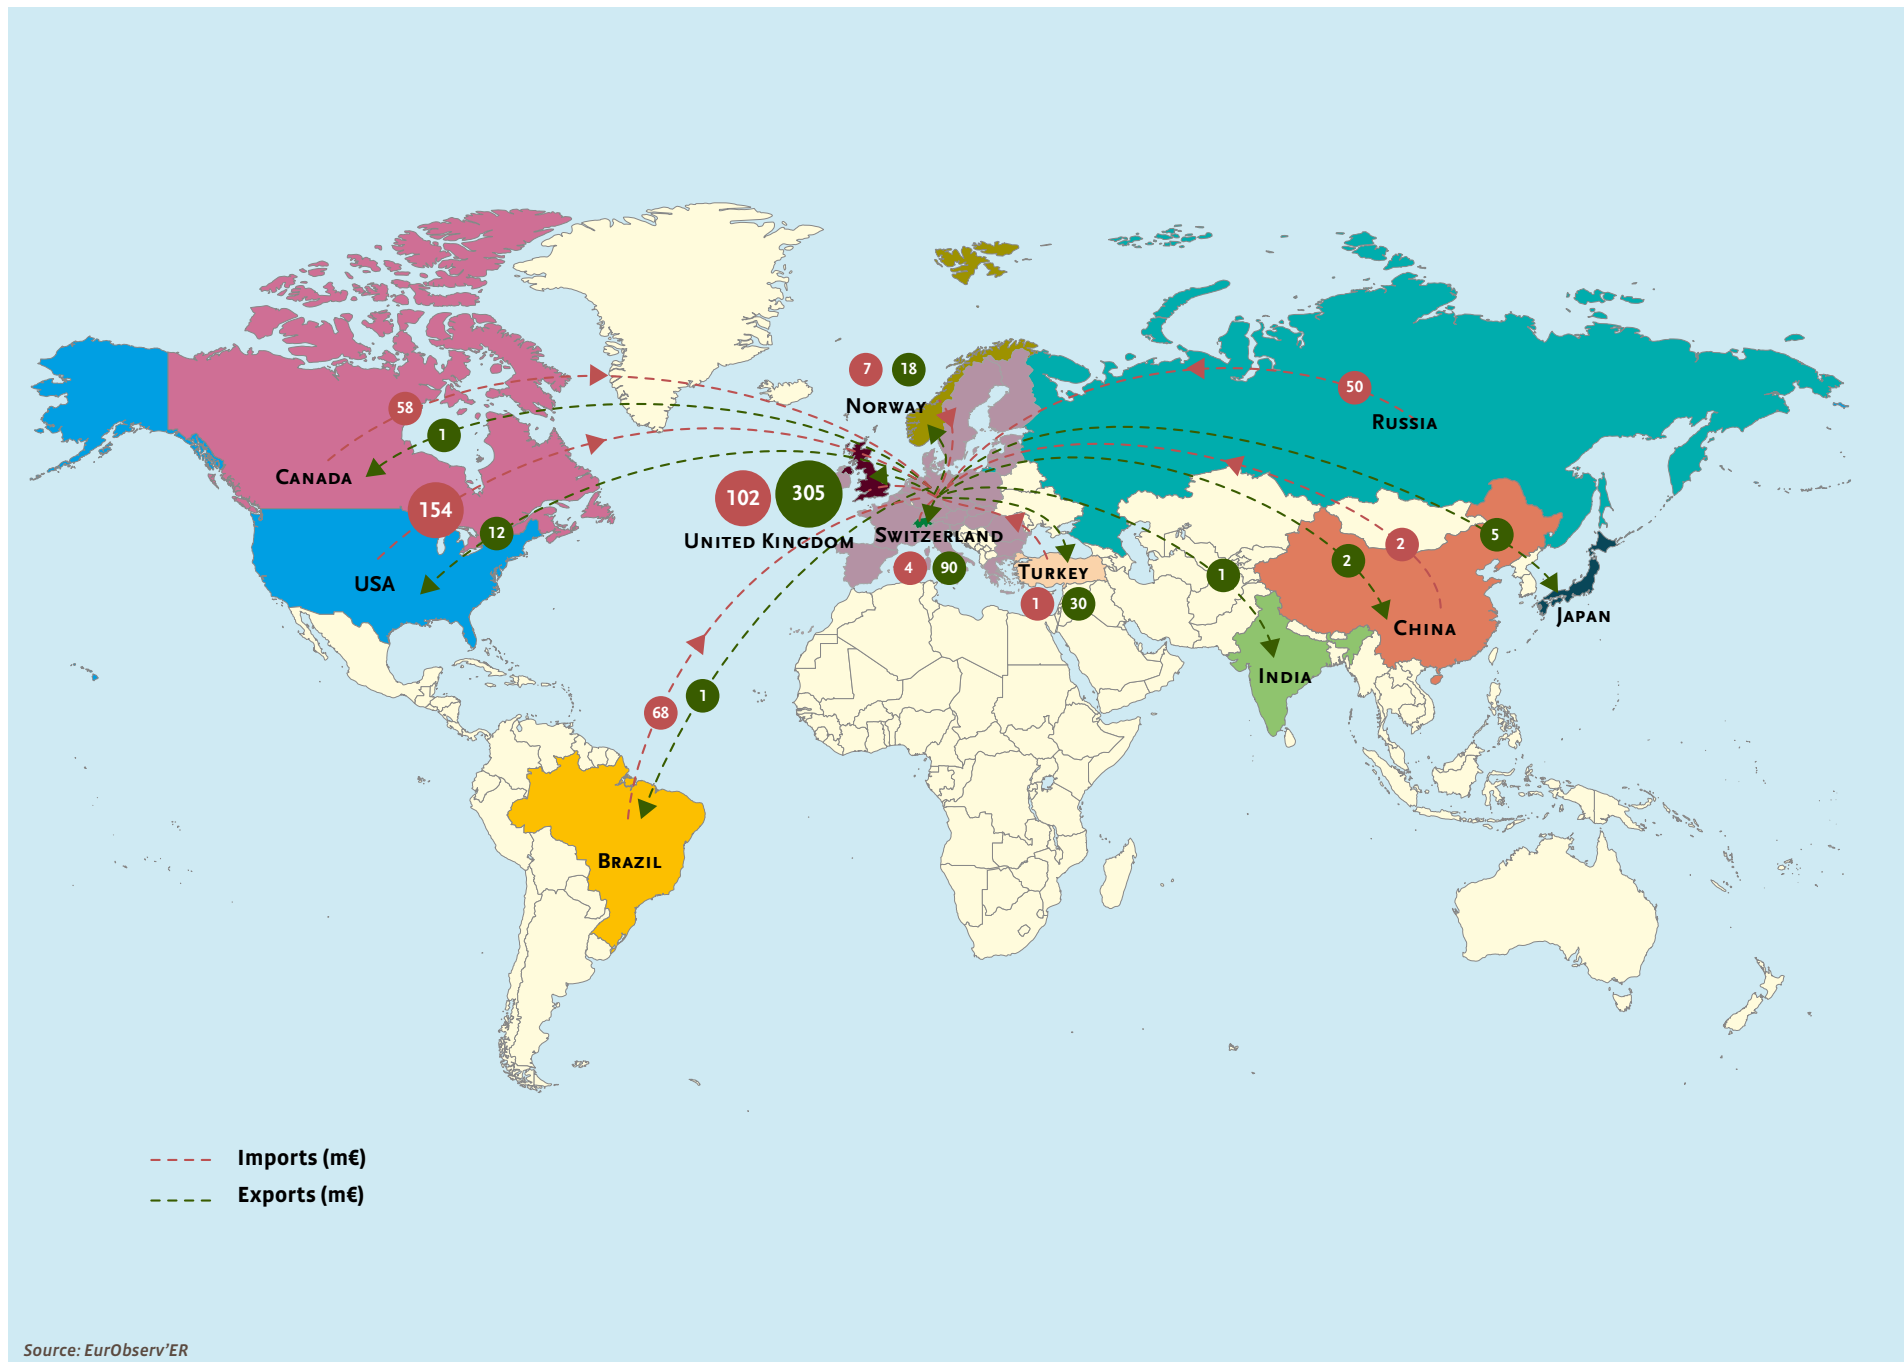 7
18
NORWAY
50
RUSSIA
58
1
CANADA
154
12
USA
102
305
UNITED KINGDOM
SWITZERLAND
4
90
TURKEY
1
30
1
INDIA
2
2
CHINA
5
JAPAN
68
1
BRAZIL
Imports (m€)
Exports (m€)
Source: EurObserv’ER